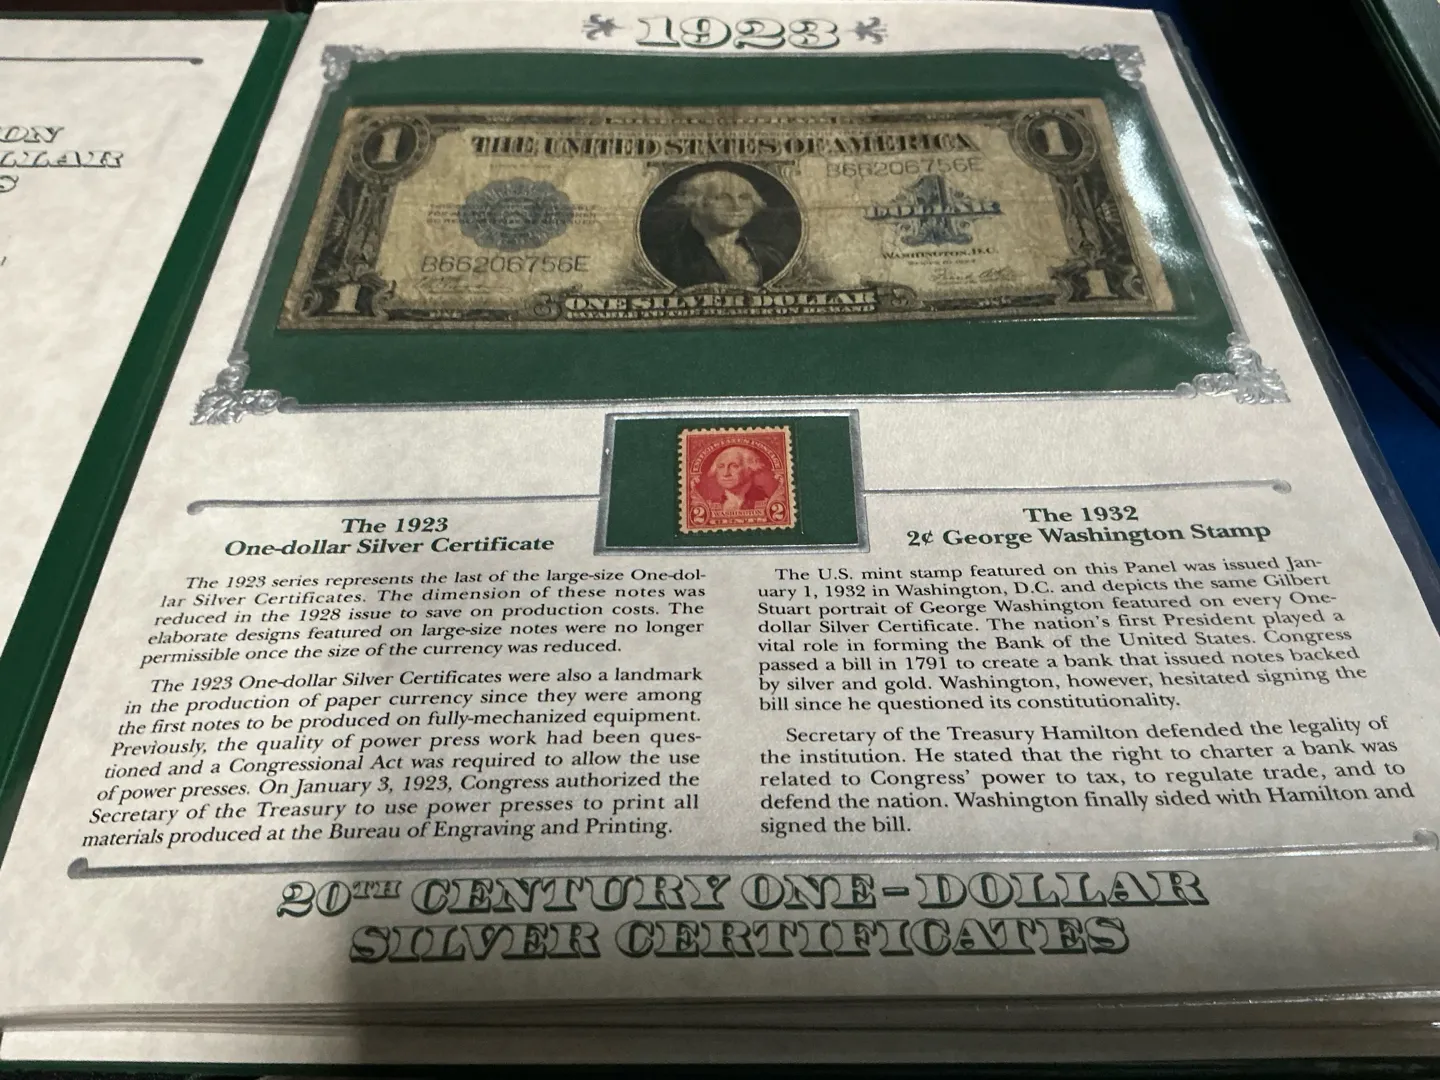 ON
LLAR
S
1923
1
1
THE UNITED STATES OF AMERICA
B66206756E
DOLLAR
WASHINGTON, D.C.
B66206756E
1
1
ONE SILVER DOLLAR
PAYABLE TO THE BEARER ON DEMAND
UNITED STATES POSTAGE
2 WASHINGTON 2
CENTS
The 1923
One-dollar Silver Certificate
The 1923 series represents the last of the large-size One-dol-
lar Silver Certificates. The dimension of these notes was
reduced in the 1928 issue to save on production costs. The
elaborate designs featured on large-size notes were no longer
permissible once the size of the currency was reduced.
The 1923 One-dollar Silver Certificates were also a landmark
in the production of paper currency since they were among
the first notes to be produced on fully-mechanized equipment.
Previously, the quality of power press work had been ques-
tioned and a Congressional Act was required to allow the use
of power presses. On January 3, 1923, Congress authorized the
Secretary of the Treasury to use power presses to print all
materials produced at the Bureau of Engraving and Printing.
The 1932
2¢ George Washington Stamp
The U.S. mint stamp featured on this Panel was issued Jan-
uary 1, 1932 in Washington, D.C. and depicts the same Gilbert
Stuart portrait of George Washington featured on every One-
dollar Silver Certificate. The nation's first President played a
vital role in forming the Bank of the United States. Congress
passed a bill in 1791 to create a bank that issued notes backed
by silver and gold. Washington, however, hesitated signing the
bill since he questioned its constitutionality.
Secretary of the Treasury Hamilton defended the legality of
the institution. He stated that the right to charter a bank was
related to Congress' power to tax, to regulate trade, and to
defend the nation. Washington finally sided with Hamilton and
signed the bill.
20TH CENTURY ONE-DOLLAR
SILVER CERTIFICATES